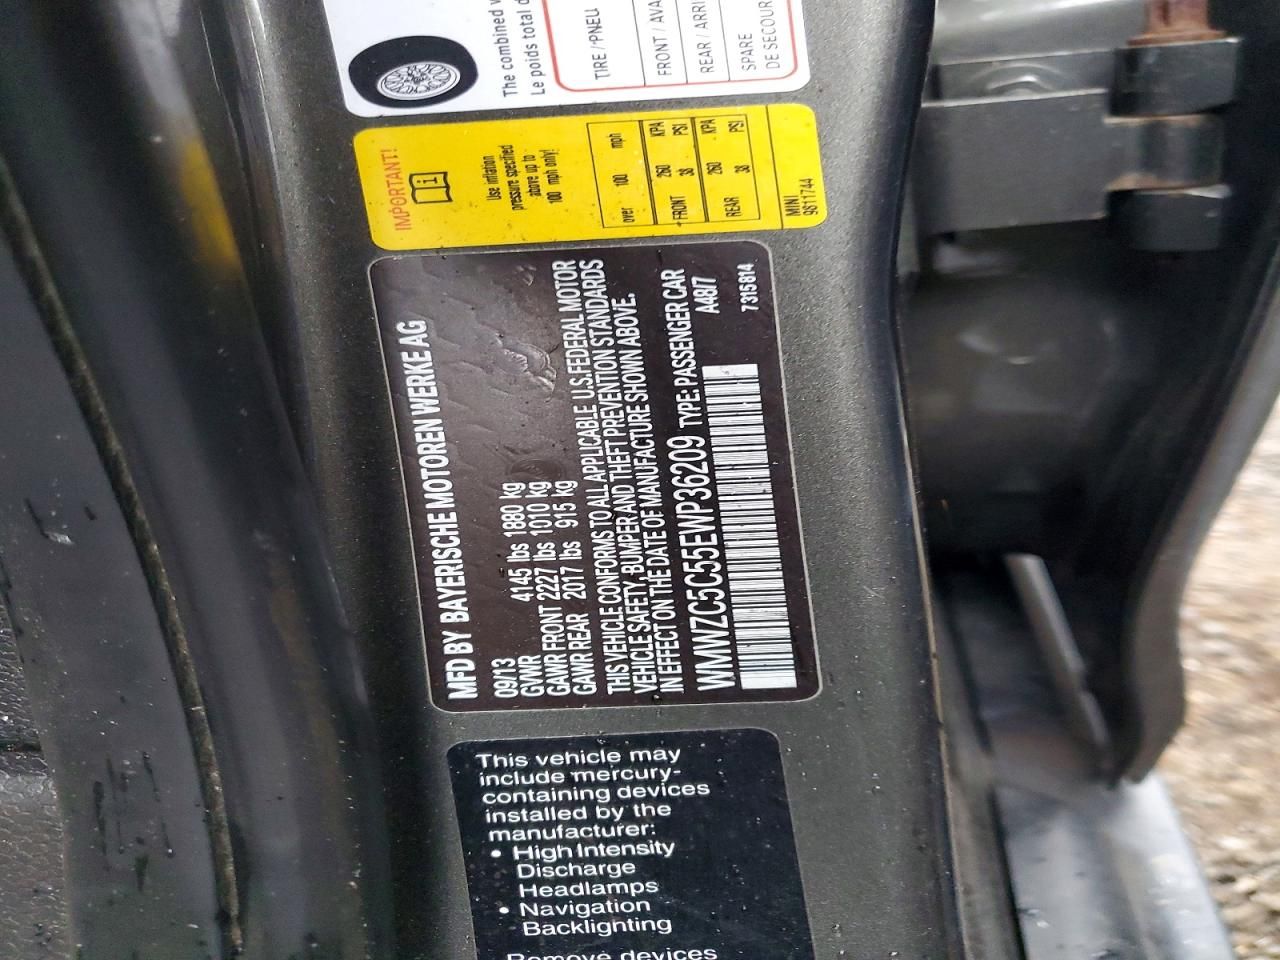 The combined
Le poids total
TIRE / PNEU
FRONT / AVA
REAR / ARRI
SPARE
DE SECOUR
IMPORTANT!
Use inflation
pressure specified
above up to
100 mph only!
over 100 mph
FRONT 260 KPA
38 PSI
REAR 260 KPA
38 PSI
MINI
9811744
MFD BY BAYERISCHE MOTOREN WERKE AG
09/13
GVWR 4145 lbs 1880 kg
GAWR FRONT 2227 lbs 1010 kg
GAWR REAR 2017 lbs 915 kg
THIS VEHICLE CONFORMS TO ALL APPLICABLE U.S.FEDERAL MOTOR
VEHICLE SAFETY, BUMPER AND THEFT PREVENTION STANDARDS
IN EFFECT ON THE DATE OF MANUFACTURE SHOWN ABOVE.
WMWZC5C55EWP36209 TYPE: PASSENGER CAR
A48/7
7315814
This vehicle may
include mercury-
containing devices
installed by the
manufacturer:
• High Intensity
Discharge
Headlamps
• Navigation
Backlighting
Remove devices